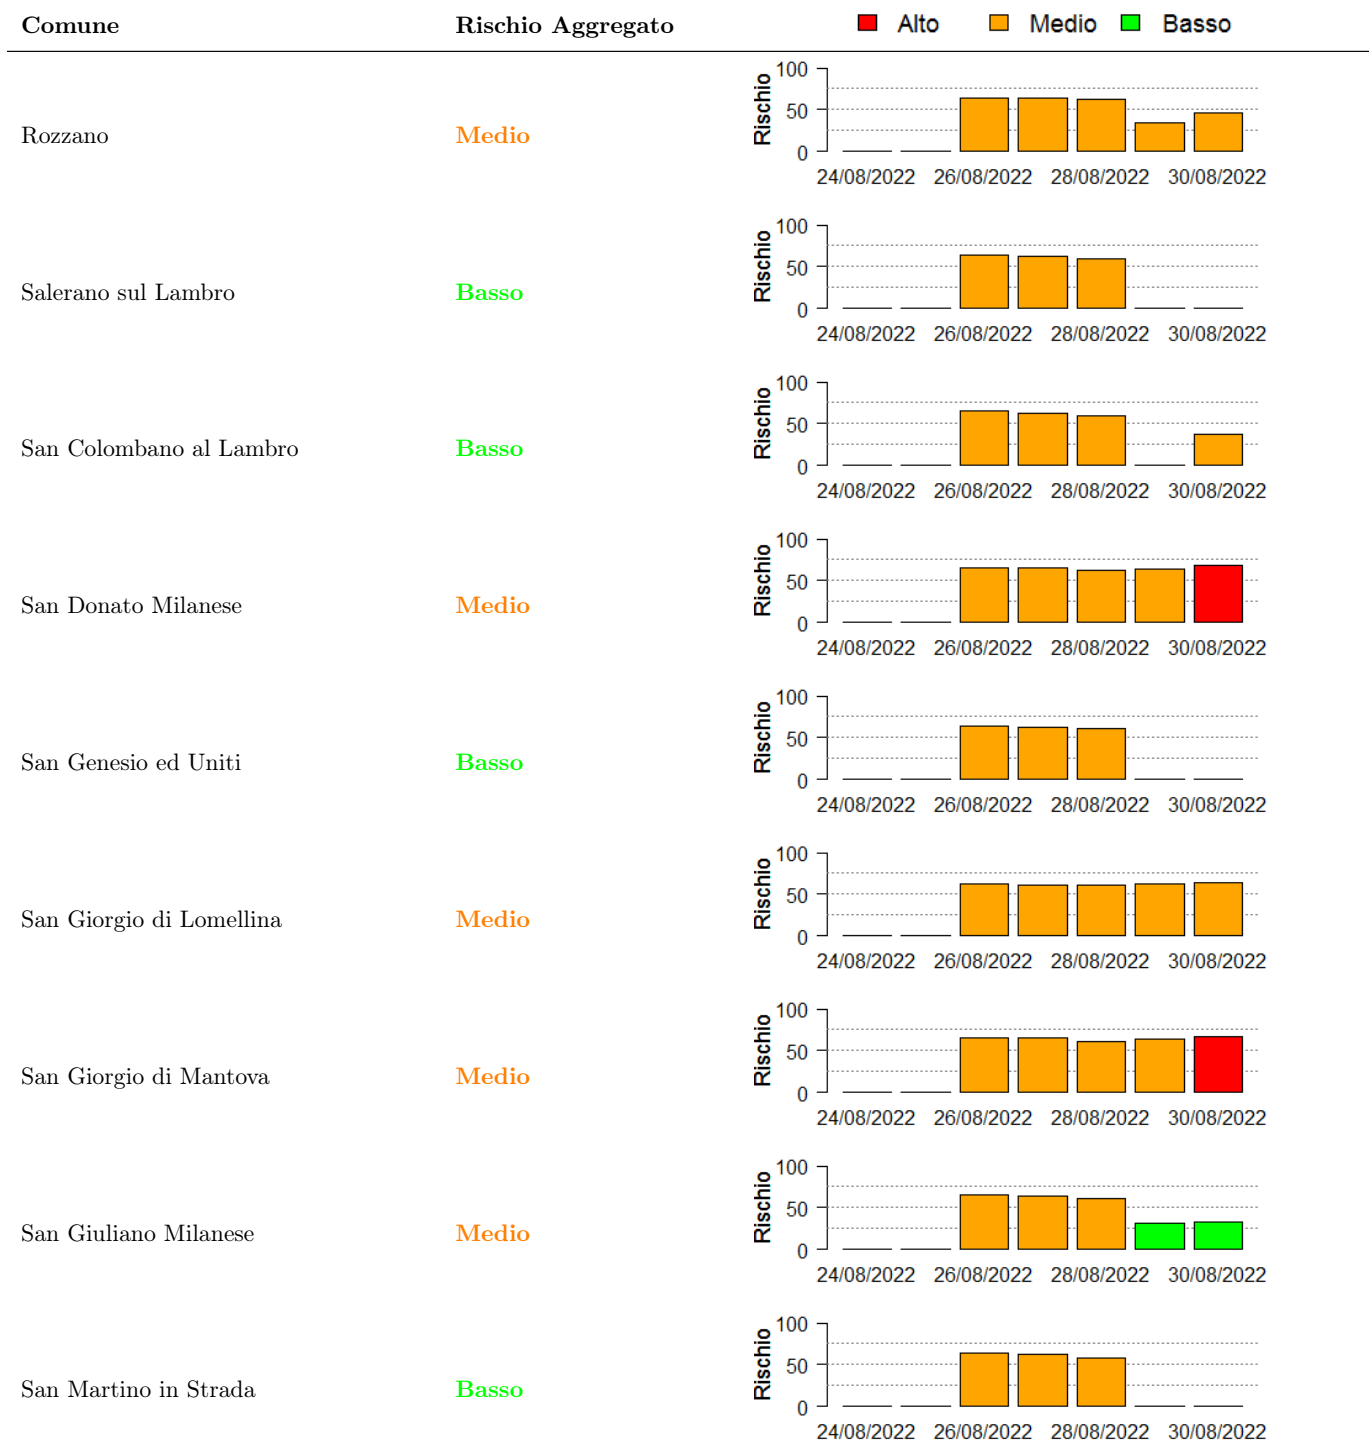 Comune Rischio Aggregato Alto Medio Basso
100
Rischio
50
0
Rozzano Medio
24/08/2022 26/08/2022 28/08/2022 30/08/2022
100
Rischio
50
0
Salerano sul Lambro Basso
24/08/2022 26/08/2022 28/08/2022 30/08/2022
100
Rischio
50
0
San Colombano al Lambro Basso
24/08/2022 26/08/2022 28/08/2022 30/08/2022
100
Rischio
50
0
San Donato Milanese Medio
24/08/2022 26/08/2022 28/08/2022 30/08/2022
100
Rischio
50
0
San Genesio ed Uniti Basso
24/08/2022 26/08/2022 28/08/2022 30/08/2022
100
Rischio
50
0
San Giorgio di Lomellina Medio
24/08/2022 26/08/2022 28/08/2022 30/08/2022
100
Rischio
50
0
San Giorgio di Mantova Medio
24/08/2022 26/08/2022 28/08/2022 30/08/2022
100
Rischio
50
0
San Giuliano Milanese Medio
24/08/2022 26/08/2022 28/08/2022 30/08/2022
100
Rischio
50
0
San Martino in Strada Basso
24/08/2022 26/08/2022 28/08/2022 30/08/2022